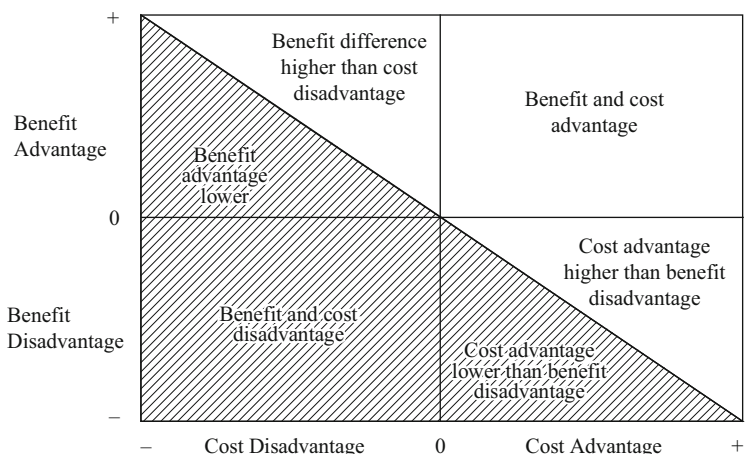 +
Benefit difference
higher than cost
disadvantage
Benefit and cost
advantage
Benefit
Advantage
Benefit
advantage
lower
0
Cost advantage
higher than benefit
disadvantage
Benefit
Disadvantage
Benefit and cost
disadvantage
Cost advantage
lower than benefit
disadvantage
–
– Cost Disadvantage 0 Cost Advantage +